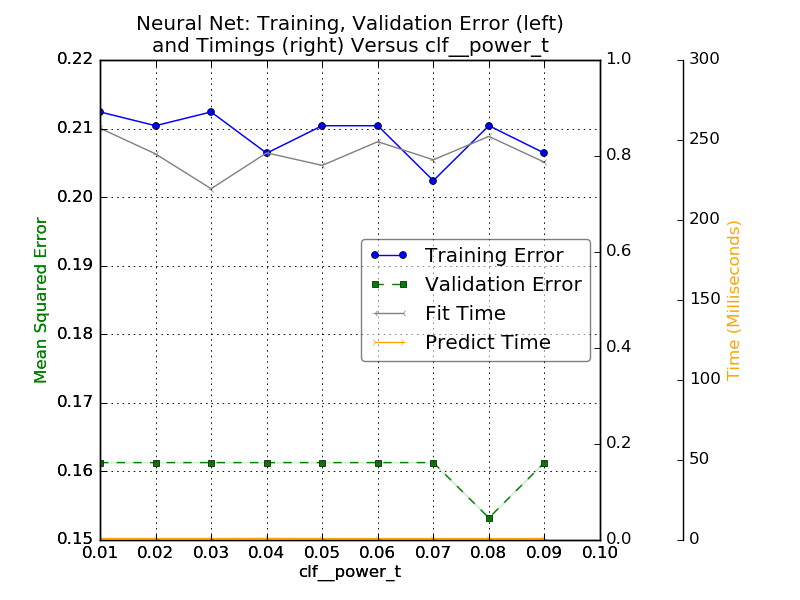 Neural Net: Training, Validation Error (left)
and Timings (right) Versus clf__power_t
0.22
0.21
0.20
0.19
0.18
0.17
0.16
0.15
Mean Squared Error
0.01 0.02 0.03 0.04 0.05 0.06 0.07 0.08 0.09 0.10
clf__power_t
Training Error
Validation Error
Fit Time
Predict Time
1.0
0.8
0.6
0.4
0.2
0.0
300
250
200
150
100
50
0
Time (Milliseconds)